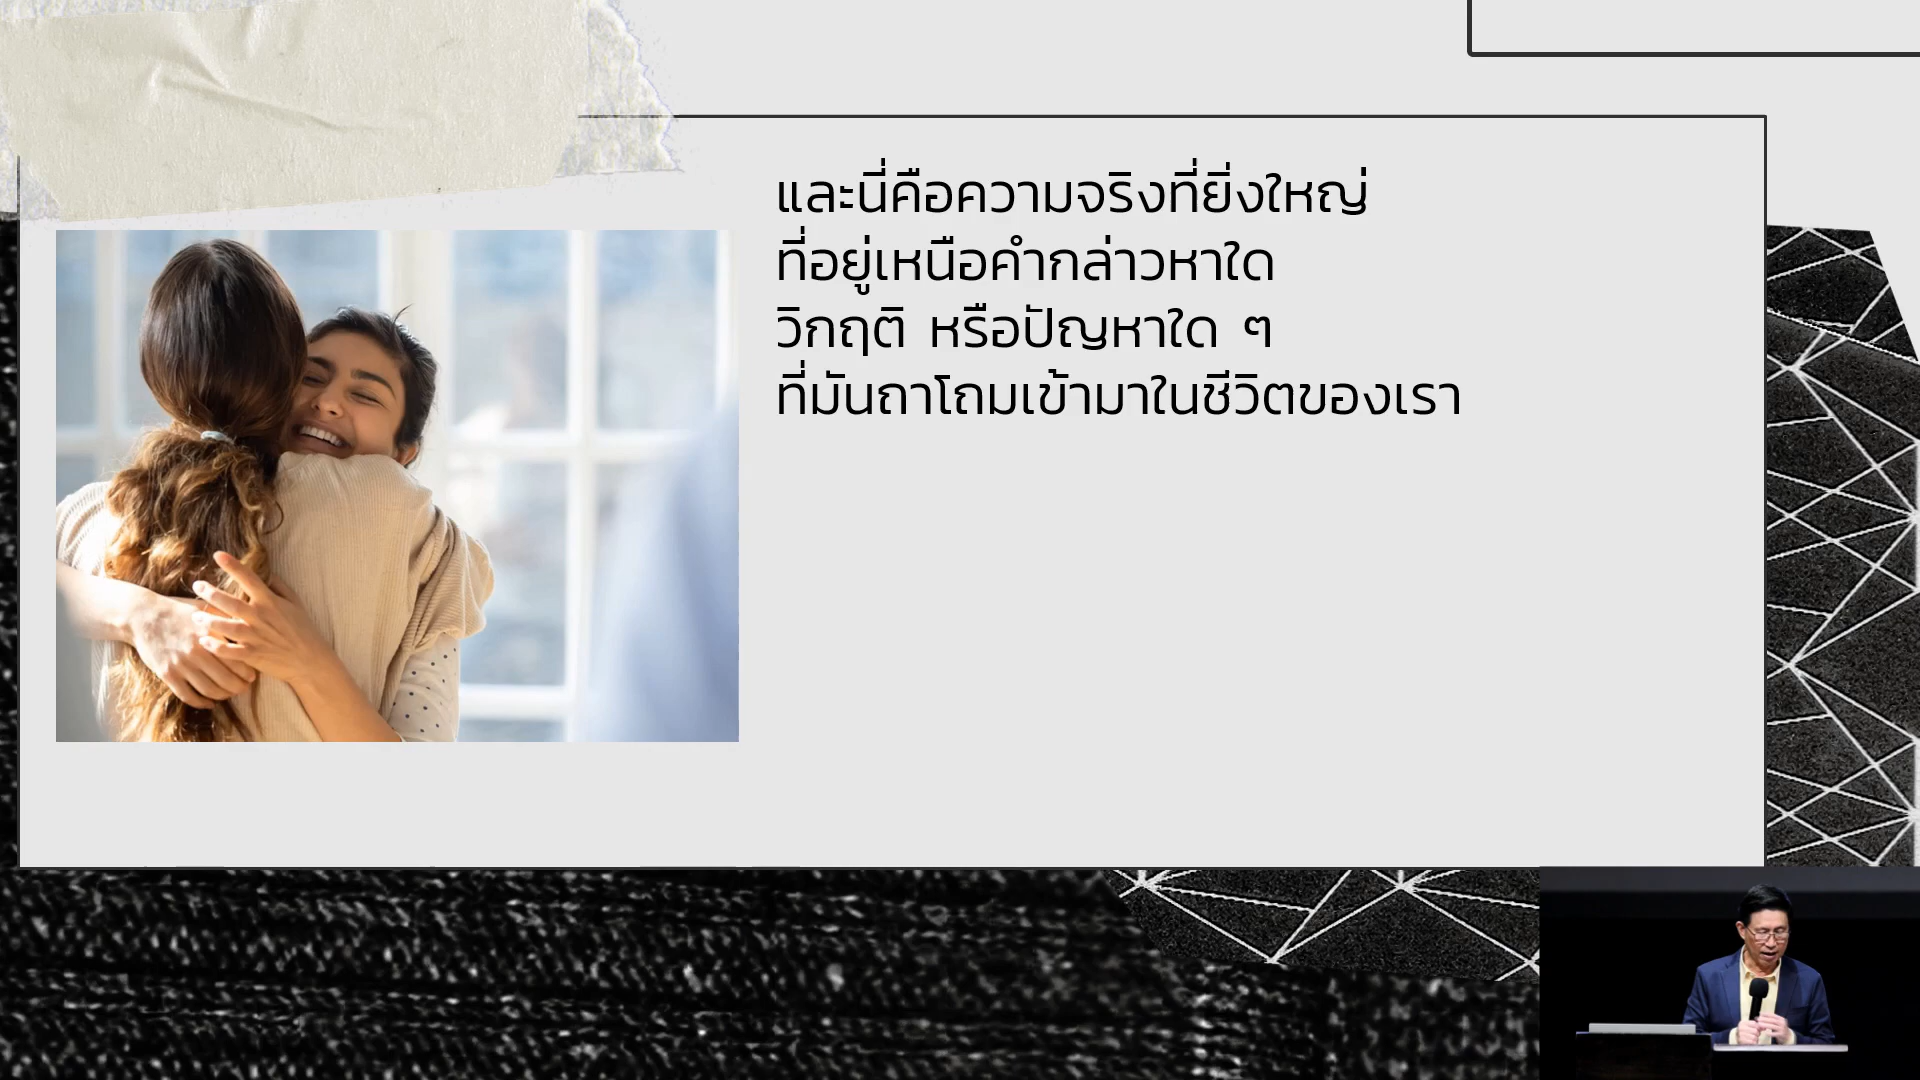 และนี่คือความจริงที่ยิ่งใหญ่
ที่อยู่เหนือคำกล่าวหาใด
วิกฤติ หรือปัญหาใด ๆ
ที่มันถาโถมเข้ามาในชีวิตของเรา